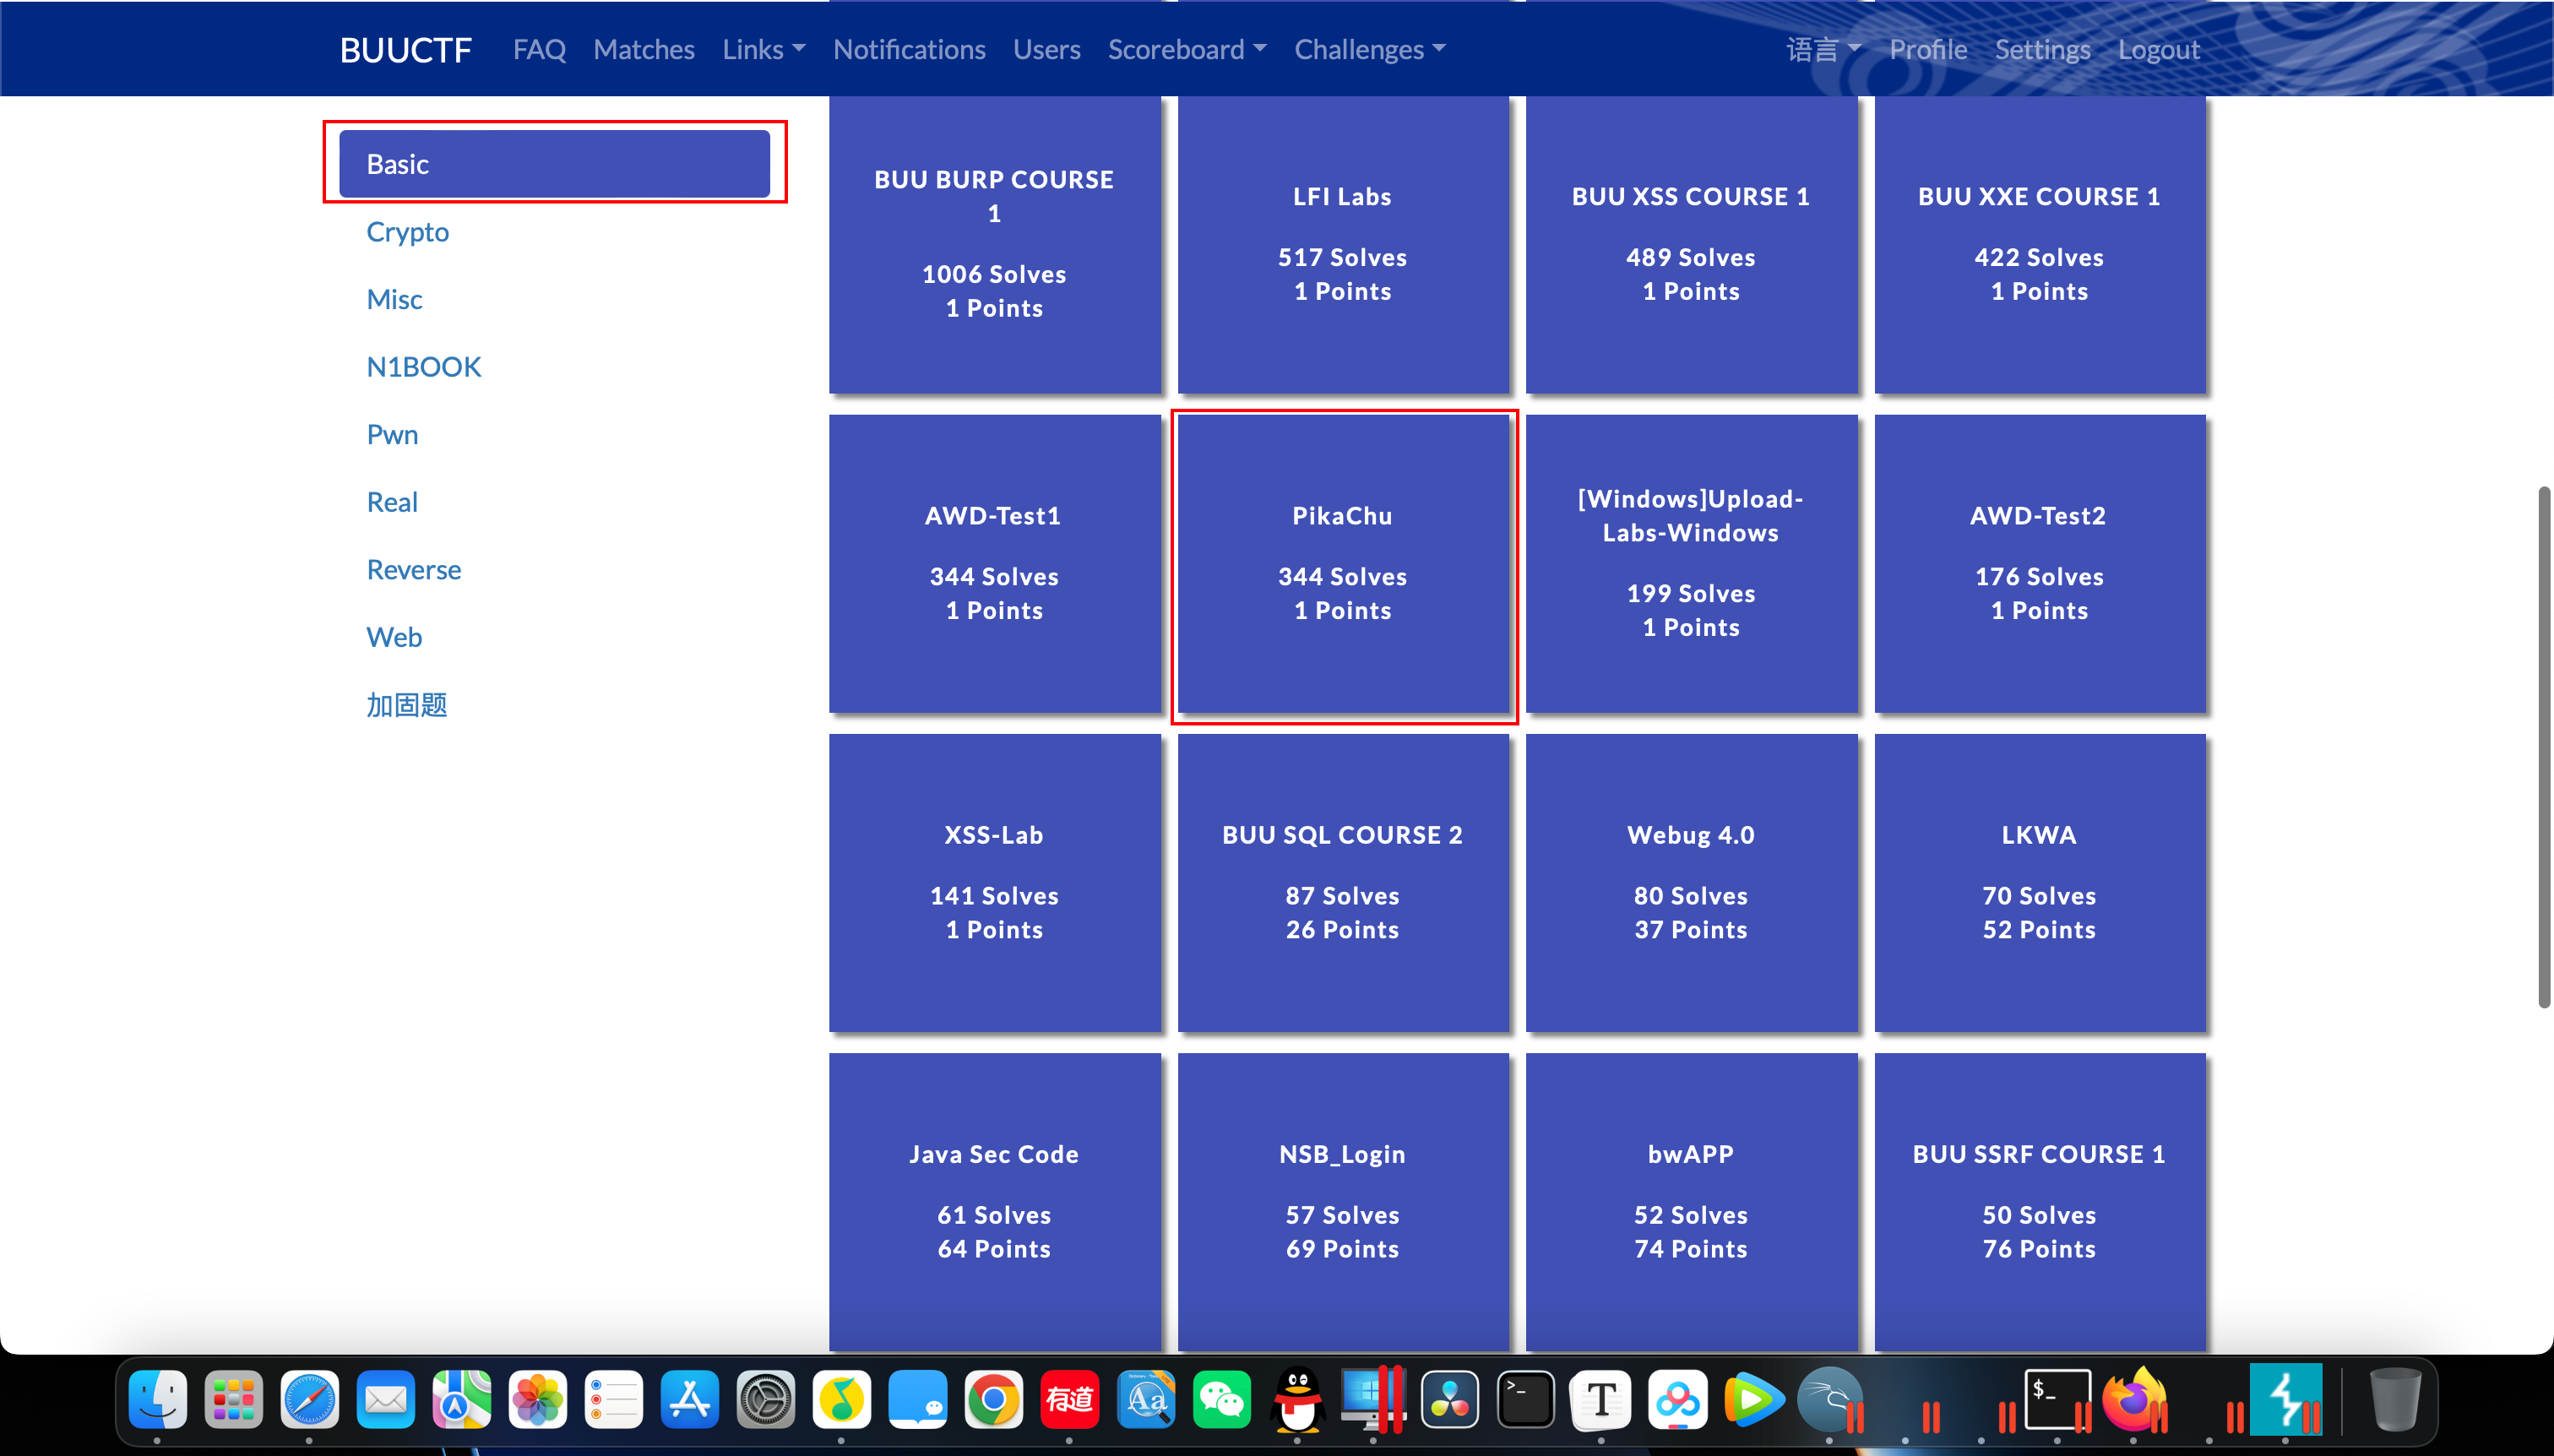 BUUCTF FAQ Matches Links Notifications Users Scoreboard Challenges 语言 Profile Settings Logout
Basic
Crypto
Misc
N1BOOK
Pwn
Real
Reverse
Web
加固题
BUU BURP COURSE
1
1006 Solves
1 Points
LFI Labs
517 Solves
1 Points
BUU XSS COURSE 1
489 Solves
1 Points
BUU XXE COURSE 1
422 Solves
1 Points
AWD-Test1
344 Solves
1 Points
PikaChu
344 Solves
1 Points
[Windows]Upload-
Labs-Windows
199 Solves
1 Points
AWD-Test2
176 Solves
1 Points
XSS-Lab
141 Solves
1 Points
BUU SQL COURSE 2
87 Solves
26 Points
Webug 4.0
80 Solves
37 Points
LKWA
70 Solves
52 Points
Java Sec Code
61 Solves
64 Points
NSB_Login
57 Solves
69 Points
bwAPP
52 Solves
74 Points
BUU SSRF COURSE 1
50 Solves
76 Points
有道
Aa
>_
T
$_